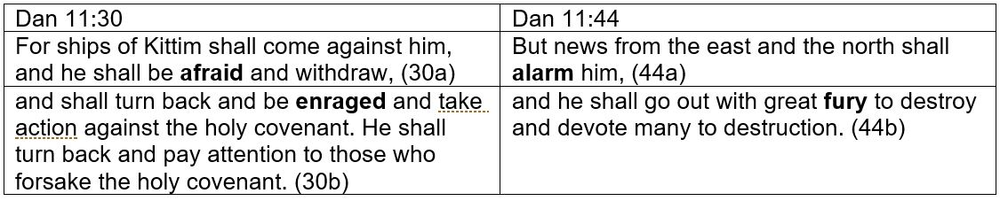 Dan 11:30
Dan 11:44
For ships of Kittim shall come against him,
and he shall be afraid and withdraw, (30a)
But news from the east and the north shall
alarm him, (44a)
and shall turn back and be enraged and take
action against the holy covenant. He shall
turn back and pay attention to those who
forsake the holy covenant. (30b)
and he shall go out with great fury to destroy
and devote many to destruction. (44b)